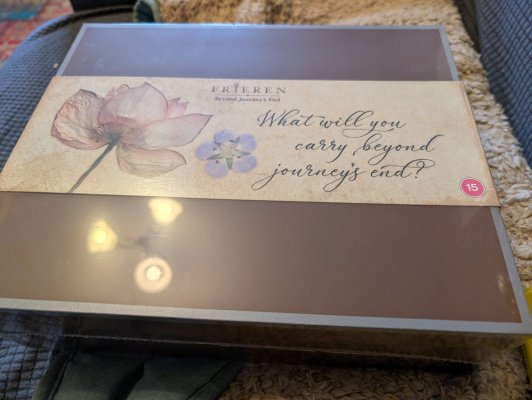 FRIEREN
Beyond Journey's End
What will you
carry beyond
journey's end?
15